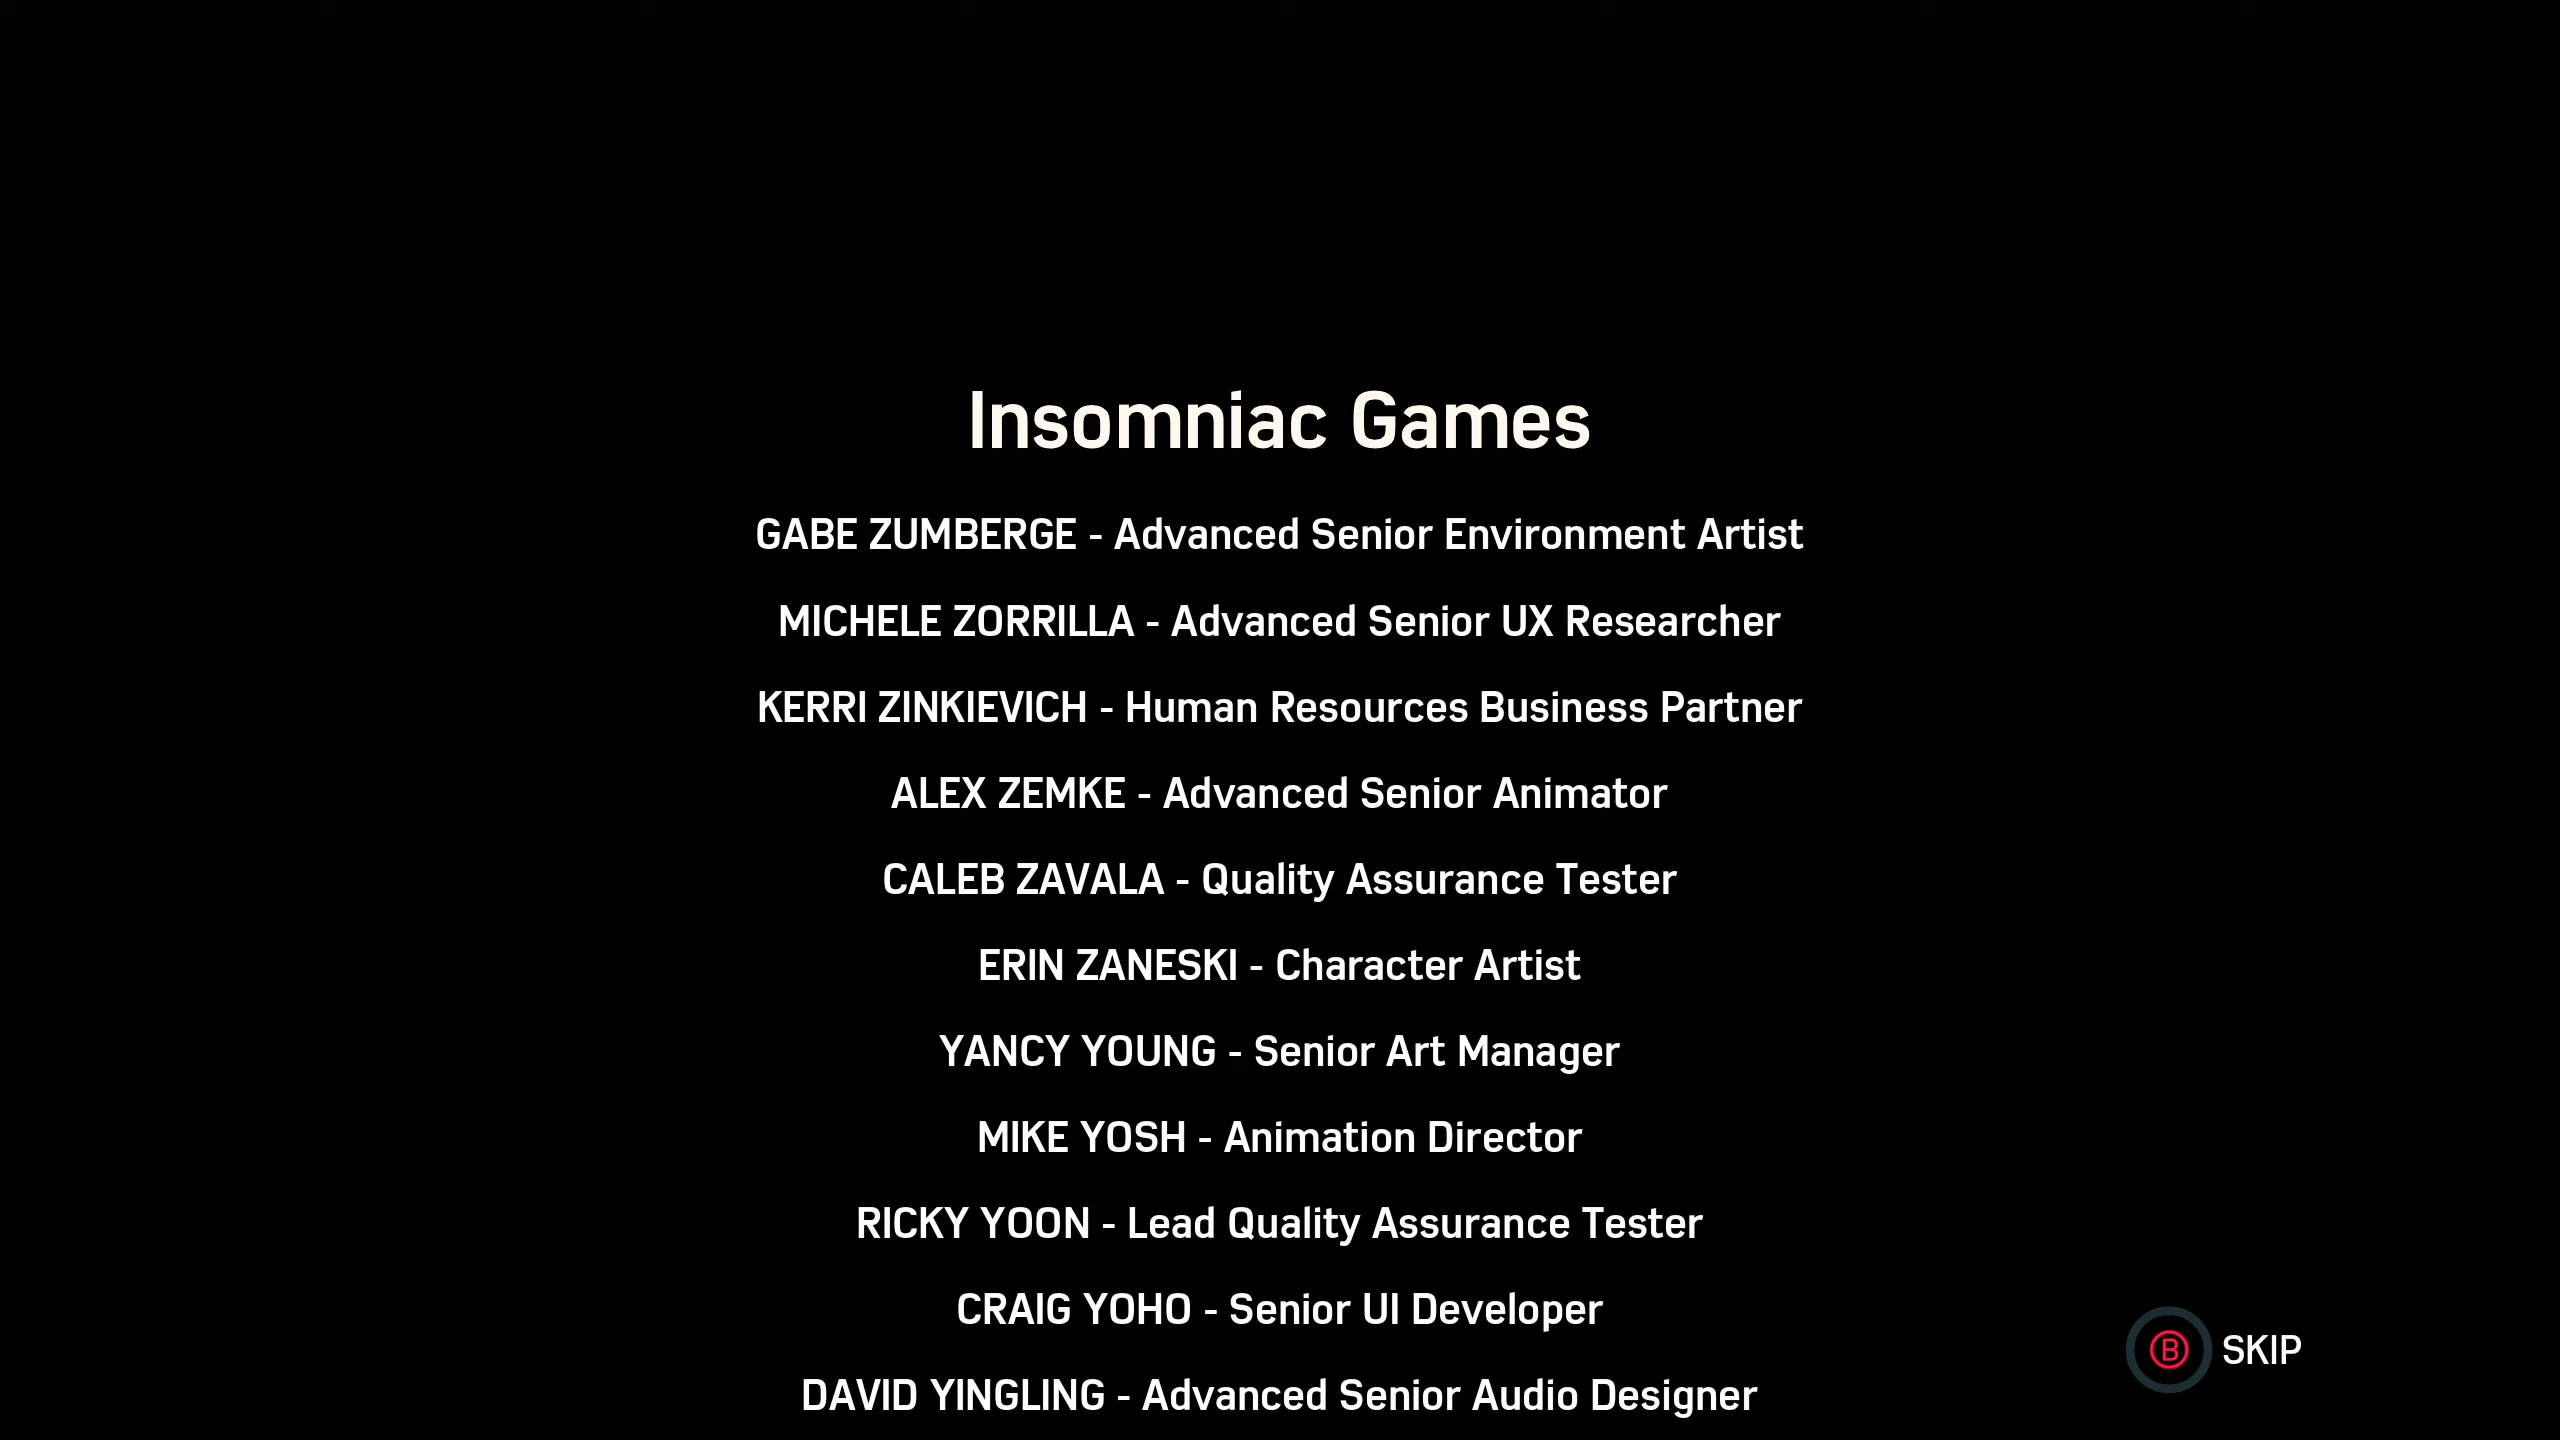 Insomniac Games
GABE ZUMBERGE - Advanced Senior Environment Artist
MICHELE ZORRILLA - Advanced Senior UX Researcher
KERRI ZINKIEVICH - Human Resources Business Partner
ALEX ZEMKE - Advanced Senior Animator
CALEB ZAVALA - Quality Assurance Tester
ERIN ZANESKI - Character Artist
YANCY YOUNG - Senior Art Manager
MIKE YOSH - Animation Director
RICKY YOON - Lead Quality Assurance Tester
CRAIG YOHO - Senior UI Developer
B SKIP
DAVID YINGLING - Advanced Senior Audio Designer